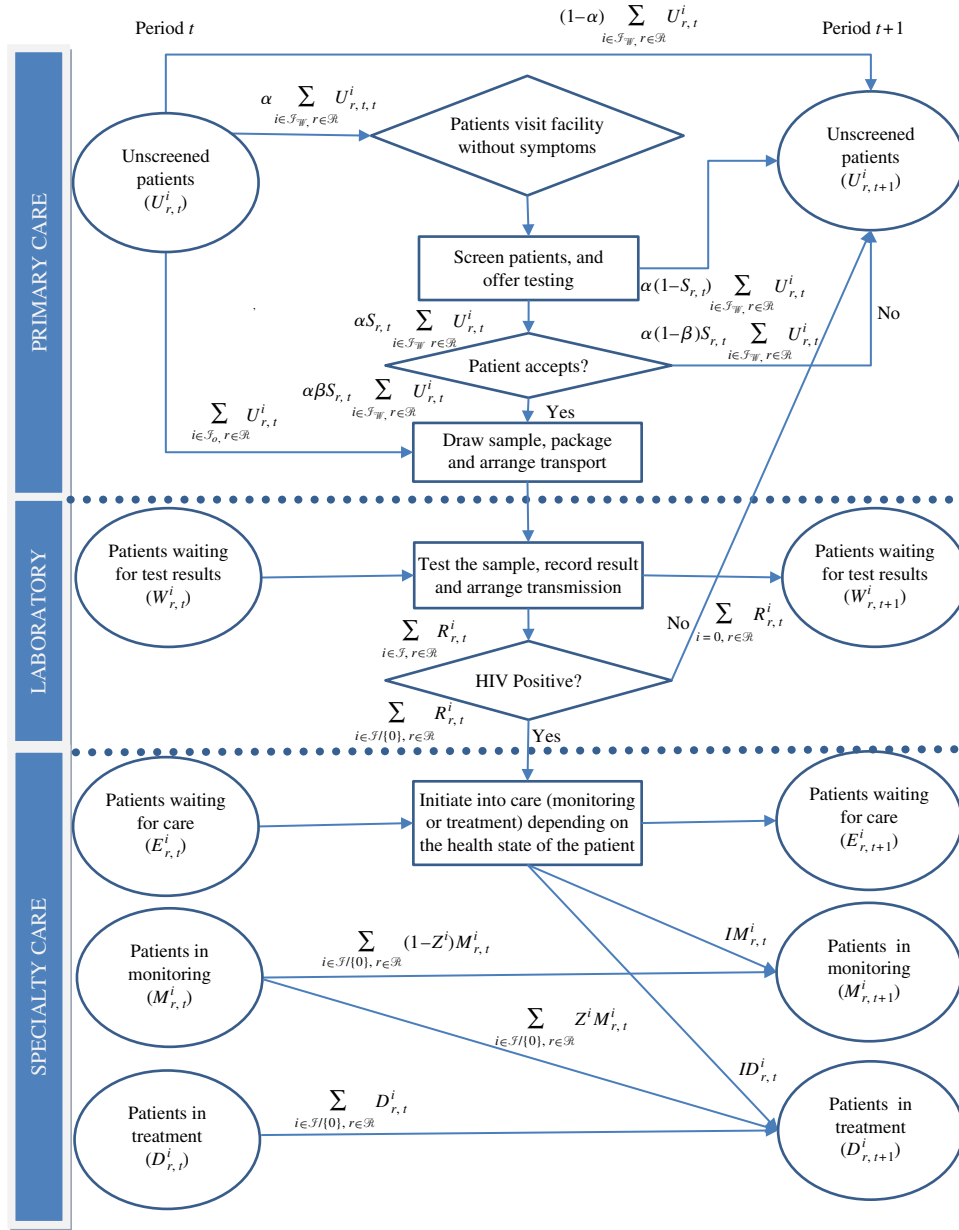 Period t
(1–α) ∑ U^i_{r, t}
i∈ℐ_𝒲, r∈ℛ
Period t+1
α ∑ U^i_{r, t, t}
i∈ℐ_𝒲, r∈ℛ
Patients visit facility
without symptoms
Unscreened
patients
(U^i_{r, t})
Unscreened
patients
(U^i_{r, t+1})
PRIMARY CARE
Screen patients, and
offer testing
α(1–S_{r, t}) ∑ U^i_{r, t}
i∈ℐ_𝒲, r∈ℛ
No
αS_{r, t} ∑ U^i_{r, t}
i∈ℐ_𝒲 r∈ℛ
α(1–β)S_{r, t} ∑ U^i_{r, t}
i∈ℐ_𝒲, r∈ℛ
Patient accepts?
αβS_{r, t} ∑ U^i_{r, t}
i∈ℐ_𝒲, r∈ℛ
Yes
∑ U^i_{r, t}
i∈ℐ_o, r∈ℛ
Draw sample, package
and arrange transport
LABORATORY
Patients waiting
for test results
(W^i_{r, t})
Test the sample, record result
and arrange transmission
Patients waiting
for test results
(W^i_{r, t+1})
∑ R^i_{r, t}
i∈ℐ, r∈ℛ
No
∑ R^i_{r, t}
i = 0, r∈ℛ
HIV Positive?
∑ R^i_{r, t}
i∈ℐ/{0}, r∈ℛ
Yes
SPECIALTY CARE
Patients waiting
for care
(E^i_{r, t})
Initiate into care (monitoring
or treatment) depending on
the health state of the patient
Patients waiting
for care
(E^i_{r, t+1})
Patients in
monitoring
(M^i_{r, t})
∑ (1–Z^i)M^i_{r, t}
i∈ℐ/{0}, r∈ℛ
IM^i_{r, t}
Patients in
monitoring
(M^i_{r, t+1})
∑ Z^i M^i_{r, t}
i∈ℐ/{0}, r∈ℛ
ID^i_{r, t}
Patients in
treatment
(D^i_{r, t})
∑ D^i_{r, t}
i∈ℐ/{0}, r∈ℛ
Patients in
treatment
(D^i_{r, t+1})